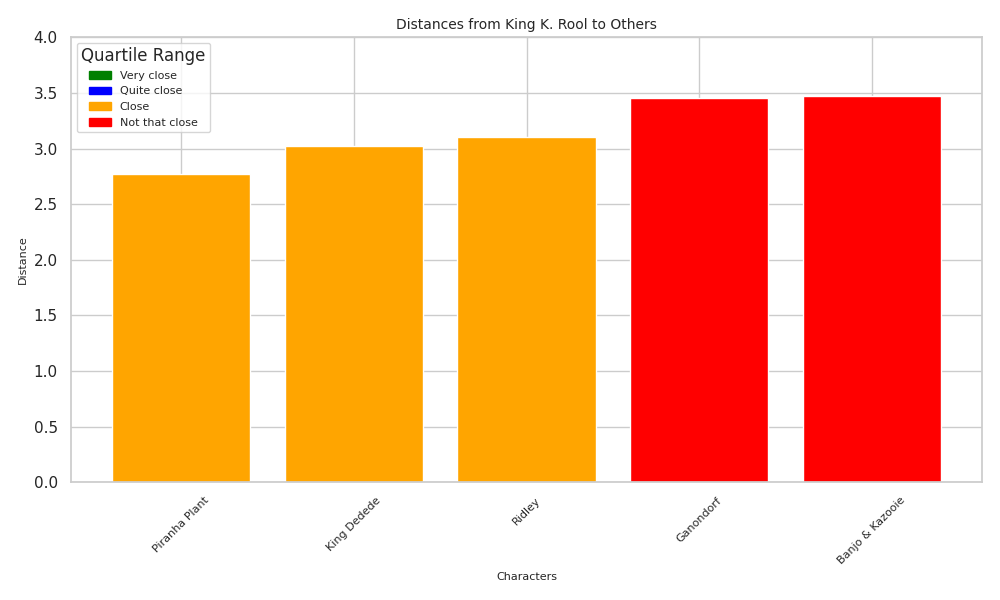 Distances from King K. Rool to Others
Quartile Range
Very close
Quite close
Close
Not that close
Distance
4.0
3.5
3.0
2.5
2.0
1.5
1.0
0.5
0.0
Piranha Plant
King Dedede
Ridley
Ganondorf
Banjo & Kazooie
Characters